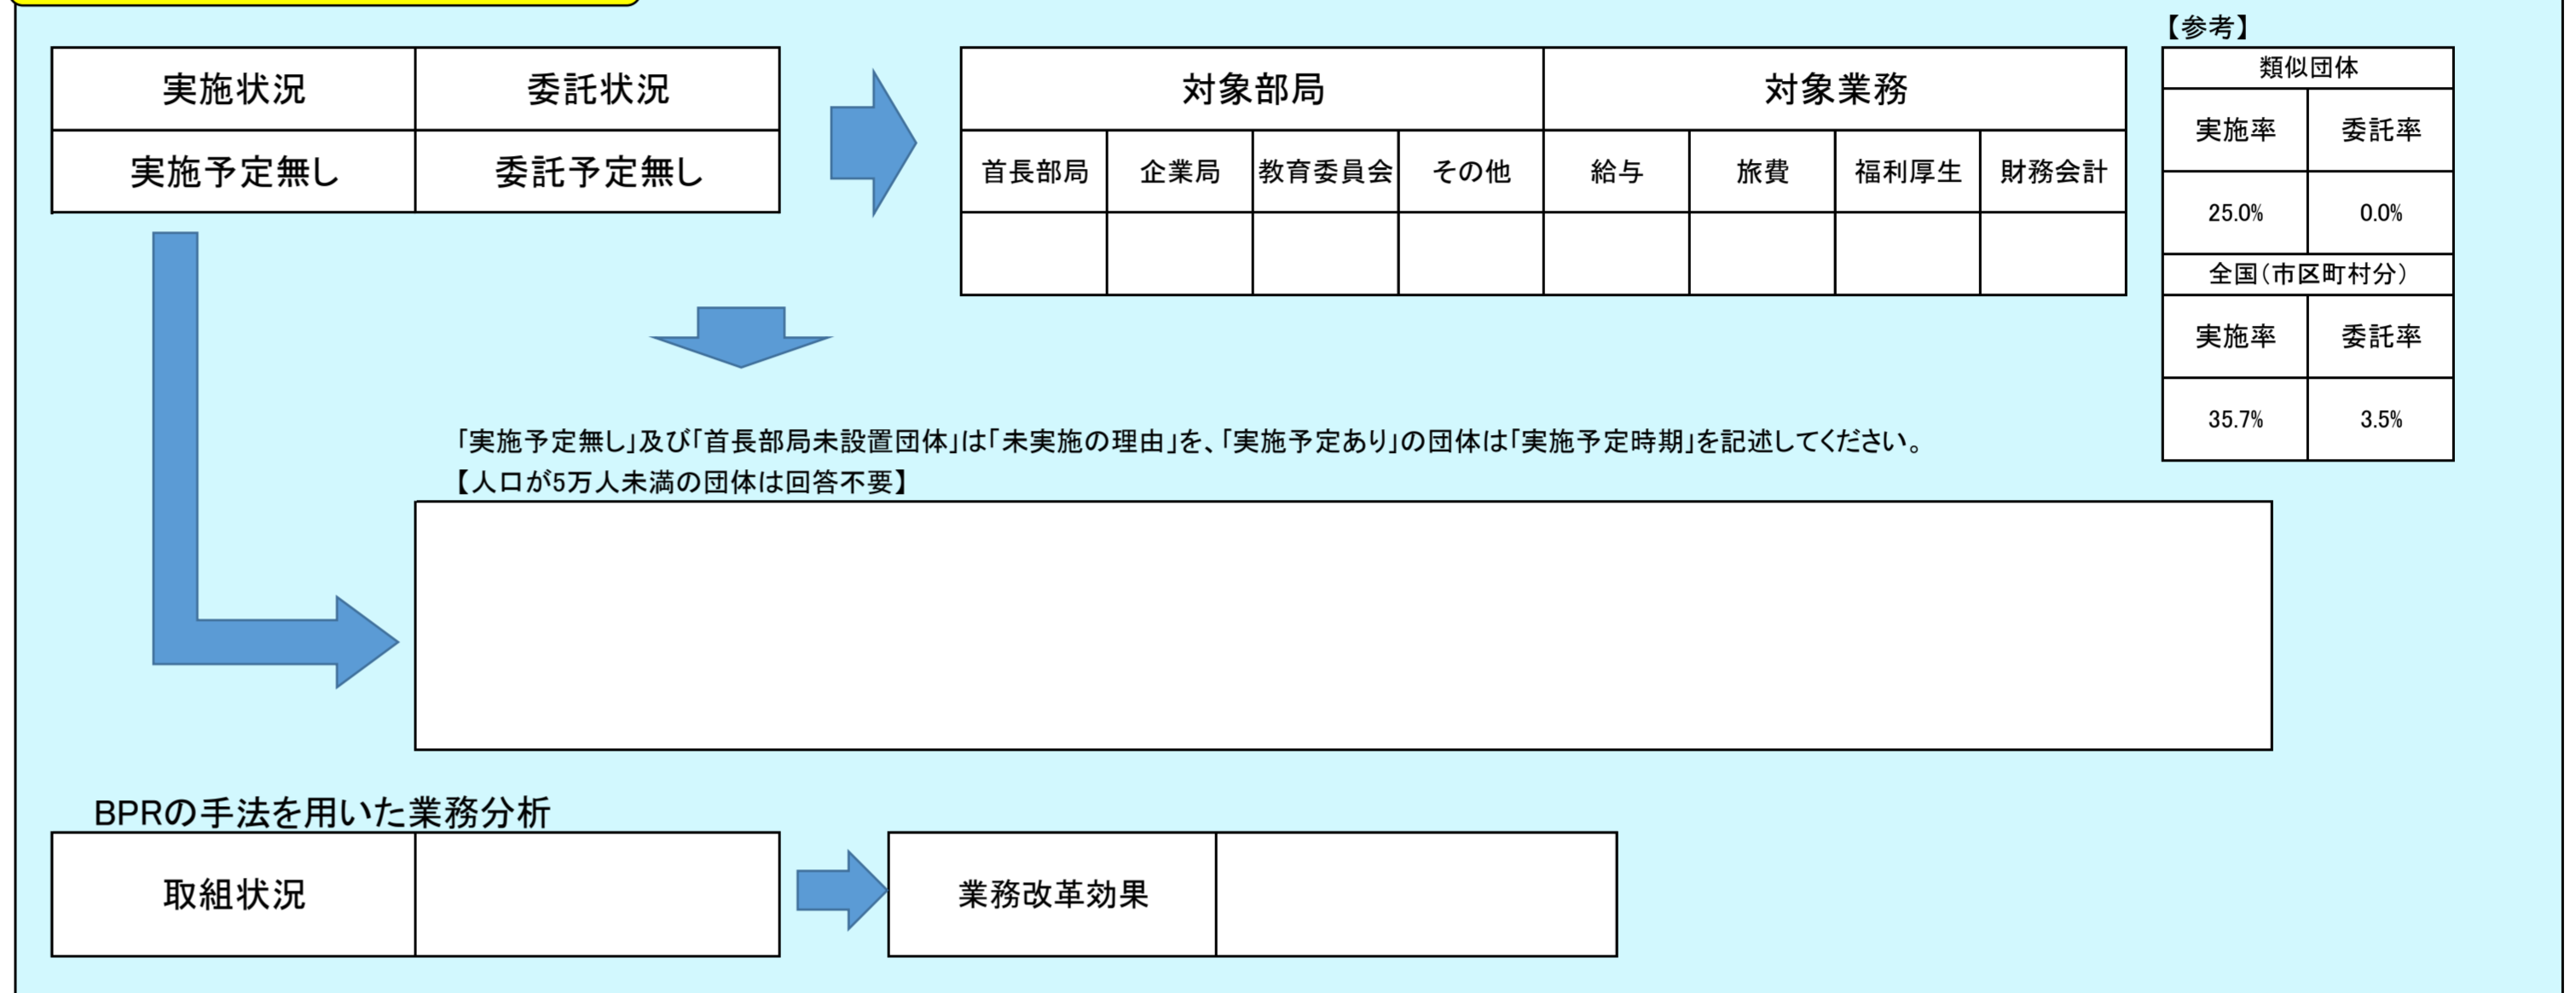 【参考】
実施状況 委託状況
実施予定無し 委託予定無し
対象部局 対象業務
首長部局 企業局 教育委員会 その他 給与 旅費 福利厚生 財務会計
類似団体
実施率 委託率
25.0% 0.0%
全国(市区町村分)
実施率 委託率
35.7% 3.5%
「実施予定無し」及び「首長部局未設置団体」は「未実施の理由」を、「実施予定あり」の団体は「実施予定時期」を記述してください。
【人口が5万人未満の団体は回答不要】
BPRの手法を用いた業務分析
取組状況
業務改革効果